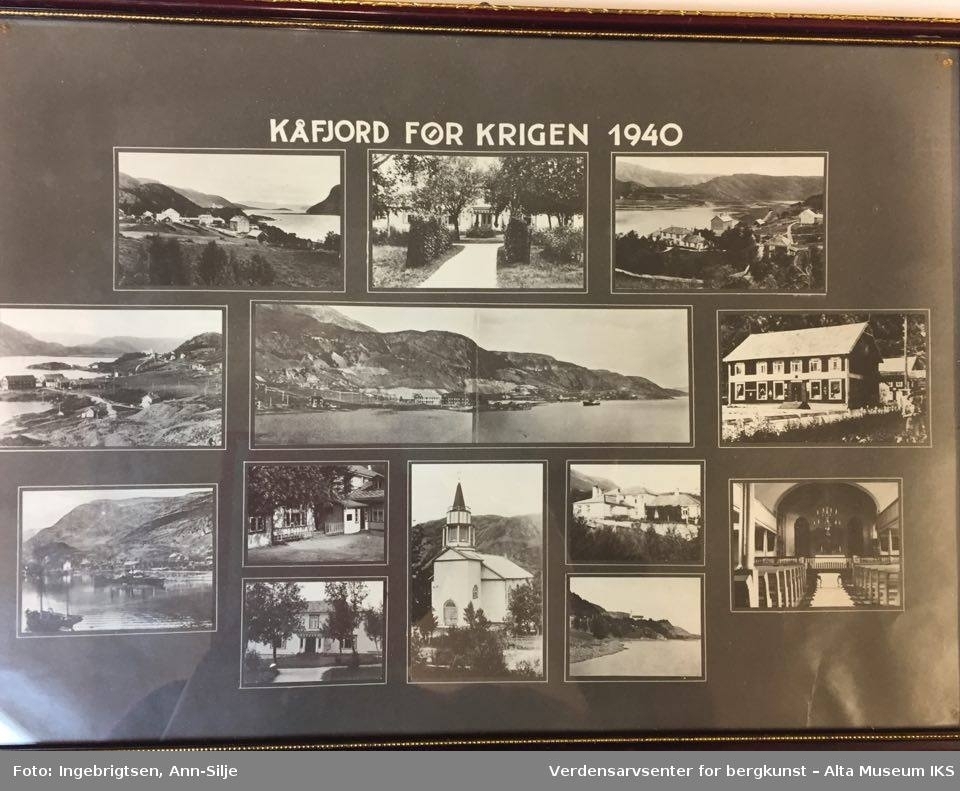 KÅFJORD FØR KRIGEN 1940
Foto: Ingebrigtsen, Ann-Silje
Verdensarvsenter for bergkunst – Alta Museum IKS